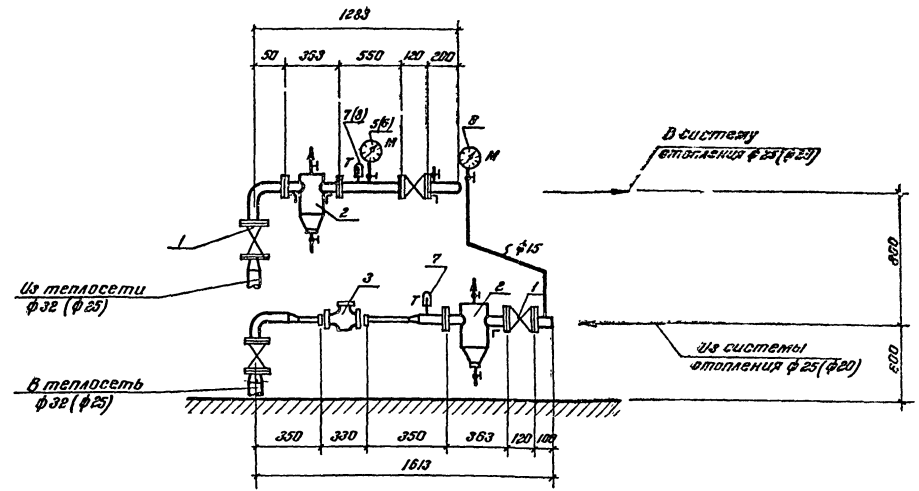 1283
50 363 550 120 200
7(8) 5(6) 8
Т М М
В систему
отопления ф25(ф20)
1 2
ф15
800
Из теплосети
ф32 (ф25)
3 7 2 1
Т
Из системы
отопления ф25(ф20)
600
В теплосеть
ф32 (ф25)
350 330 350 363 120 100
1613